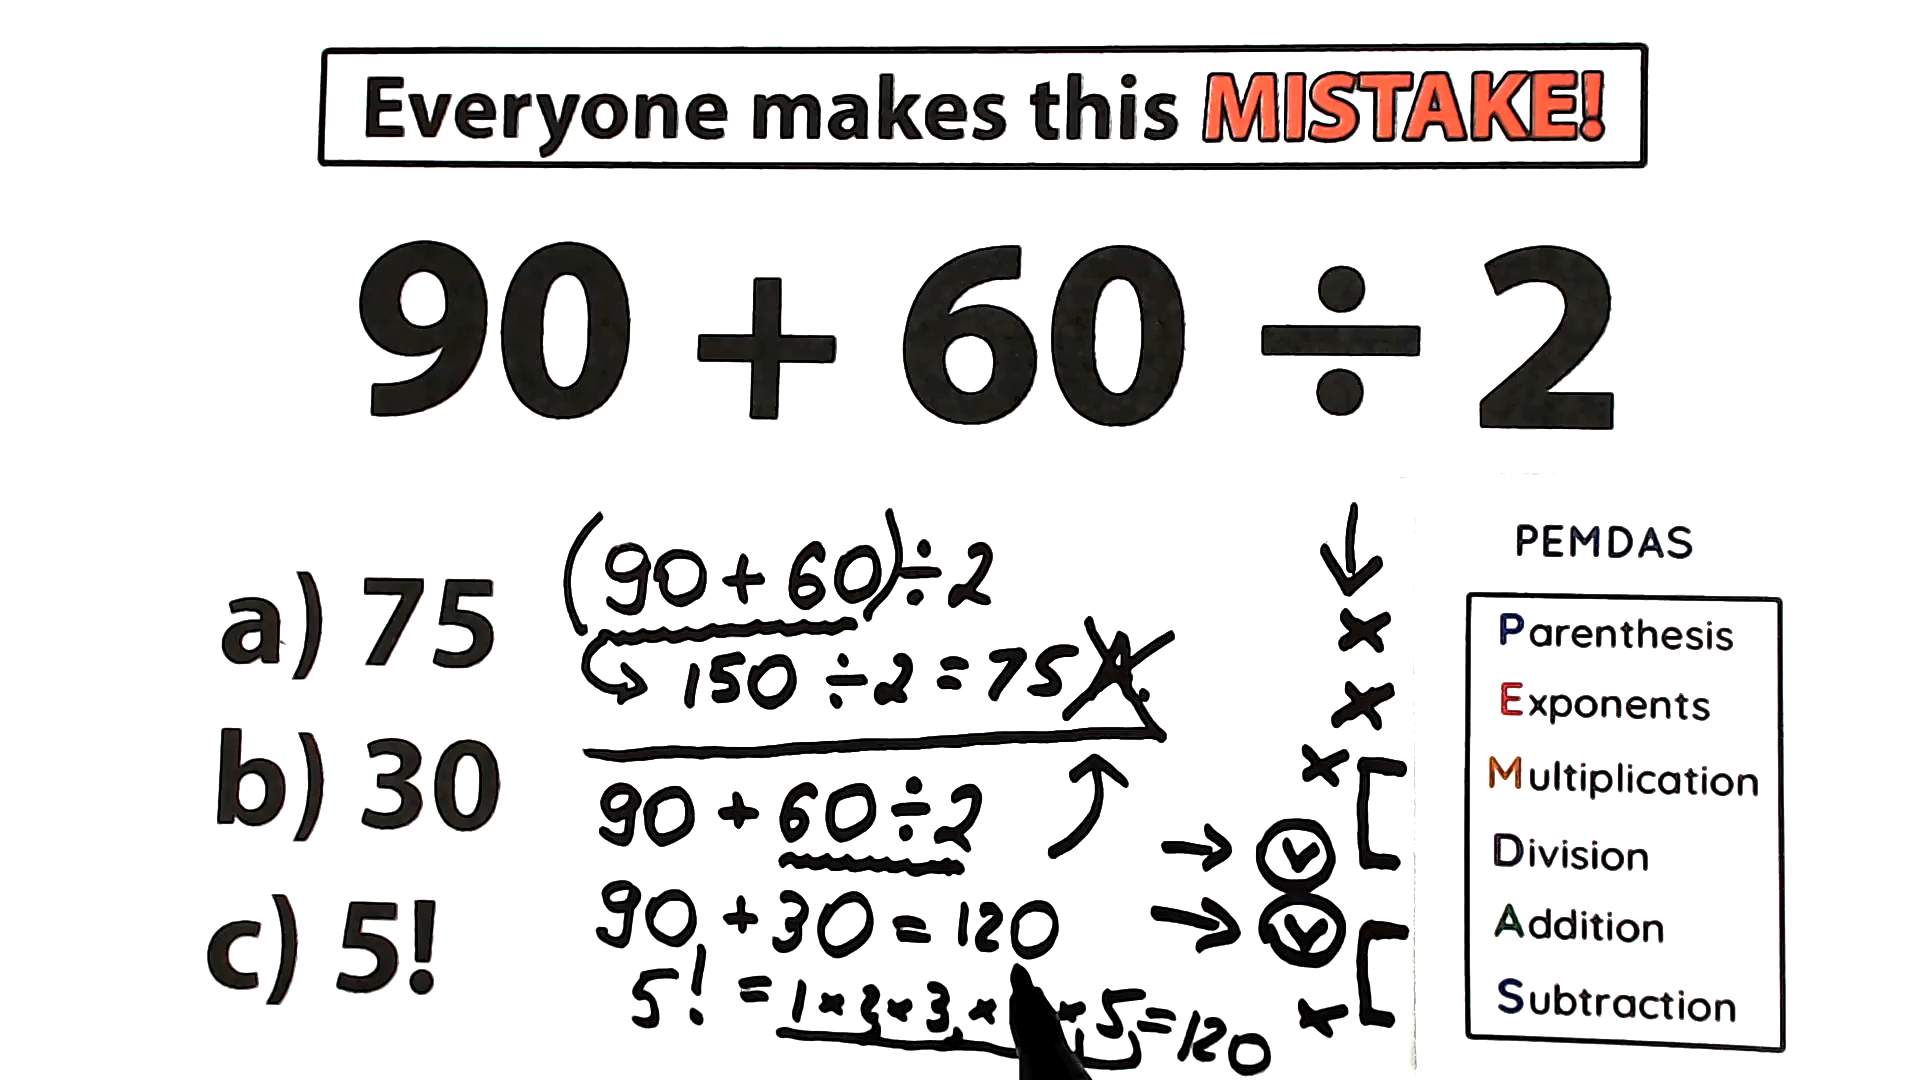 Everyone makes this MISTAKE!
90 + 60 ÷ 2
a) 75
b) 30
c) 5!
(90 + 60) ÷ 2
150 ÷ 2 = 75
90 + 60 ÷ 2
90 + 30 = 120
5! = 1 × 2 × 3 × × 5 = 120
PEMDAS
Parenthesis
Exponents
Multiplication
Division
Addition
Subtraction